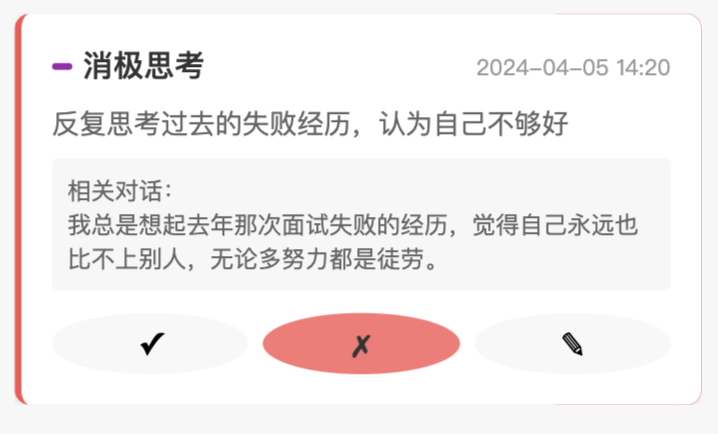 消极思考
2024-04-05 14:20
反复思考过去的失败经历，认为自己不够好
相关对话：
我总是想起去年那次面试失败的经历，觉得自己永远也
比不上别人，无论多努力都是徒劳。